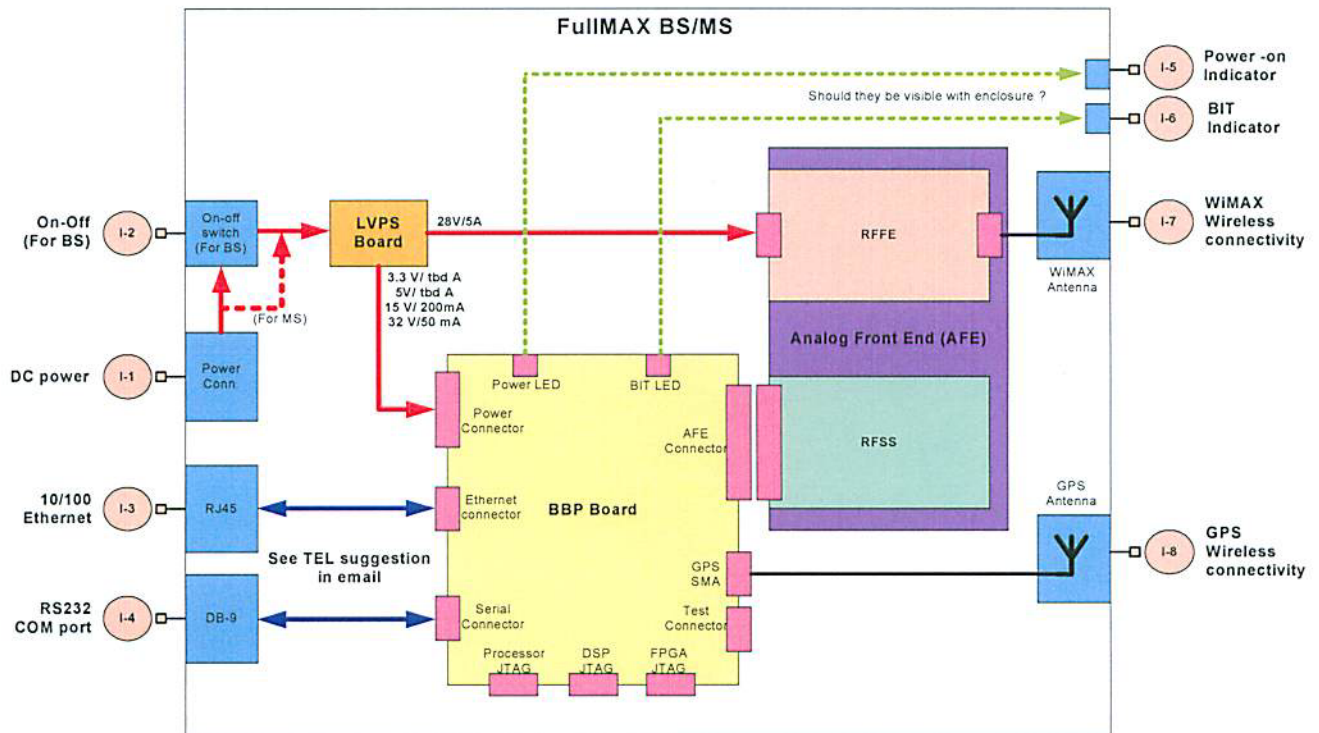 FullMAX BS/MS
I-5
Power -on
Indicator
Should they be visible with enclosure ?
I-6
BIT
Indicator
On-Off
(For BS)
I-2
On-off
switch
(For BS)
LVPS
Board
28V/5A
RFFE
WiMAX
Antenna
I-7
WiMAX
Wireless
connectivity
3.3 V/ tbd A
5V/ tbd A
15 V/ 200mA
32 V/50 mA
(For MS)
Analog Front End (AFE)
DC power
I-1
Power
Conn.
Power LED
BIT LED
Power
Connector
AFE
Connector
RFSS
10/100
Ethernet
I-3
RJ45
Ethernet
connector
BBP Board
GPS
Antenna
See TEL suggestion
in email
GPS
SMA
I-8
GPS
Wireless
connectivity
RS232
COM port
I-4
DB-9
Serial
Connector
Test
Connector
Processor
JTAG
DSP
JTAG
FPGA
JTAG